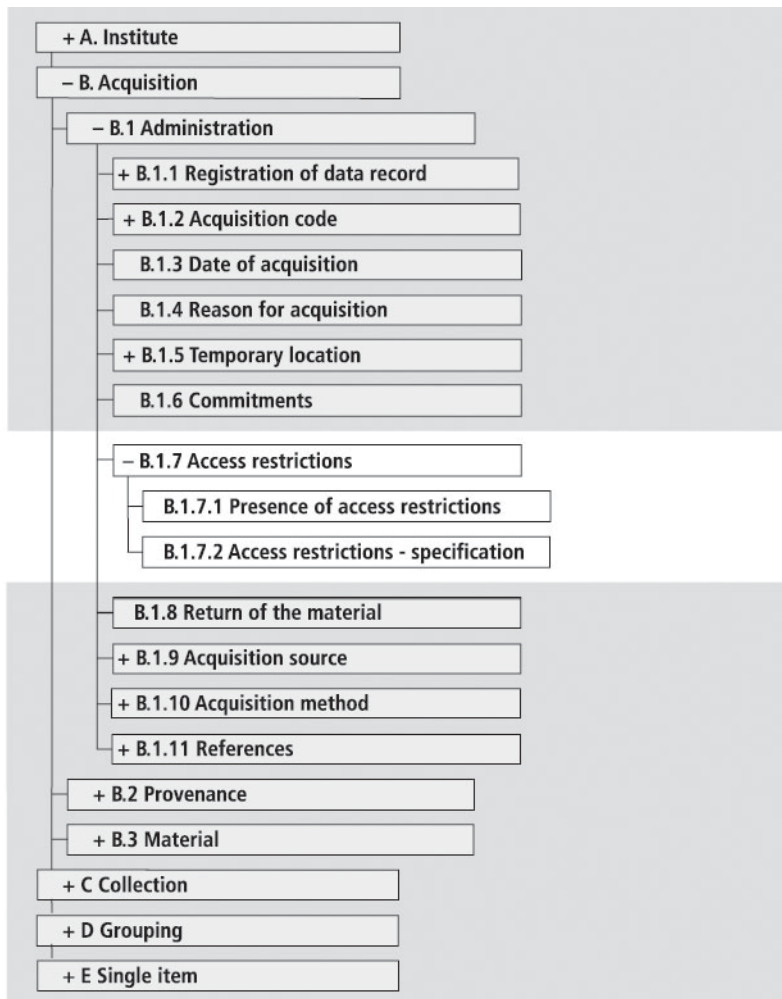 + A. Institute
– B. Acquisition
– B.1 Administration
+ B.1.1 Registration of data record
+ B.1.2 Acquisition code
B.1.3 Date of acquisition
B.1.4 Reason for acquisition
+ B.1.5 Temporary location
B.1.6 Commitments
– B.1.7 Access restrictions
B.1.7.1 Presence of access restrictions
B.1.7.2 Access restrictions - specification
B.1.8 Return of the material
+ B.1.9 Acquisition source
+ B.1.10 Acquisition method
+ B.1.11 References
+ B.2 Provenance
+ B.3 Material
+ C Collection
+ D Grouping
+ E Single item